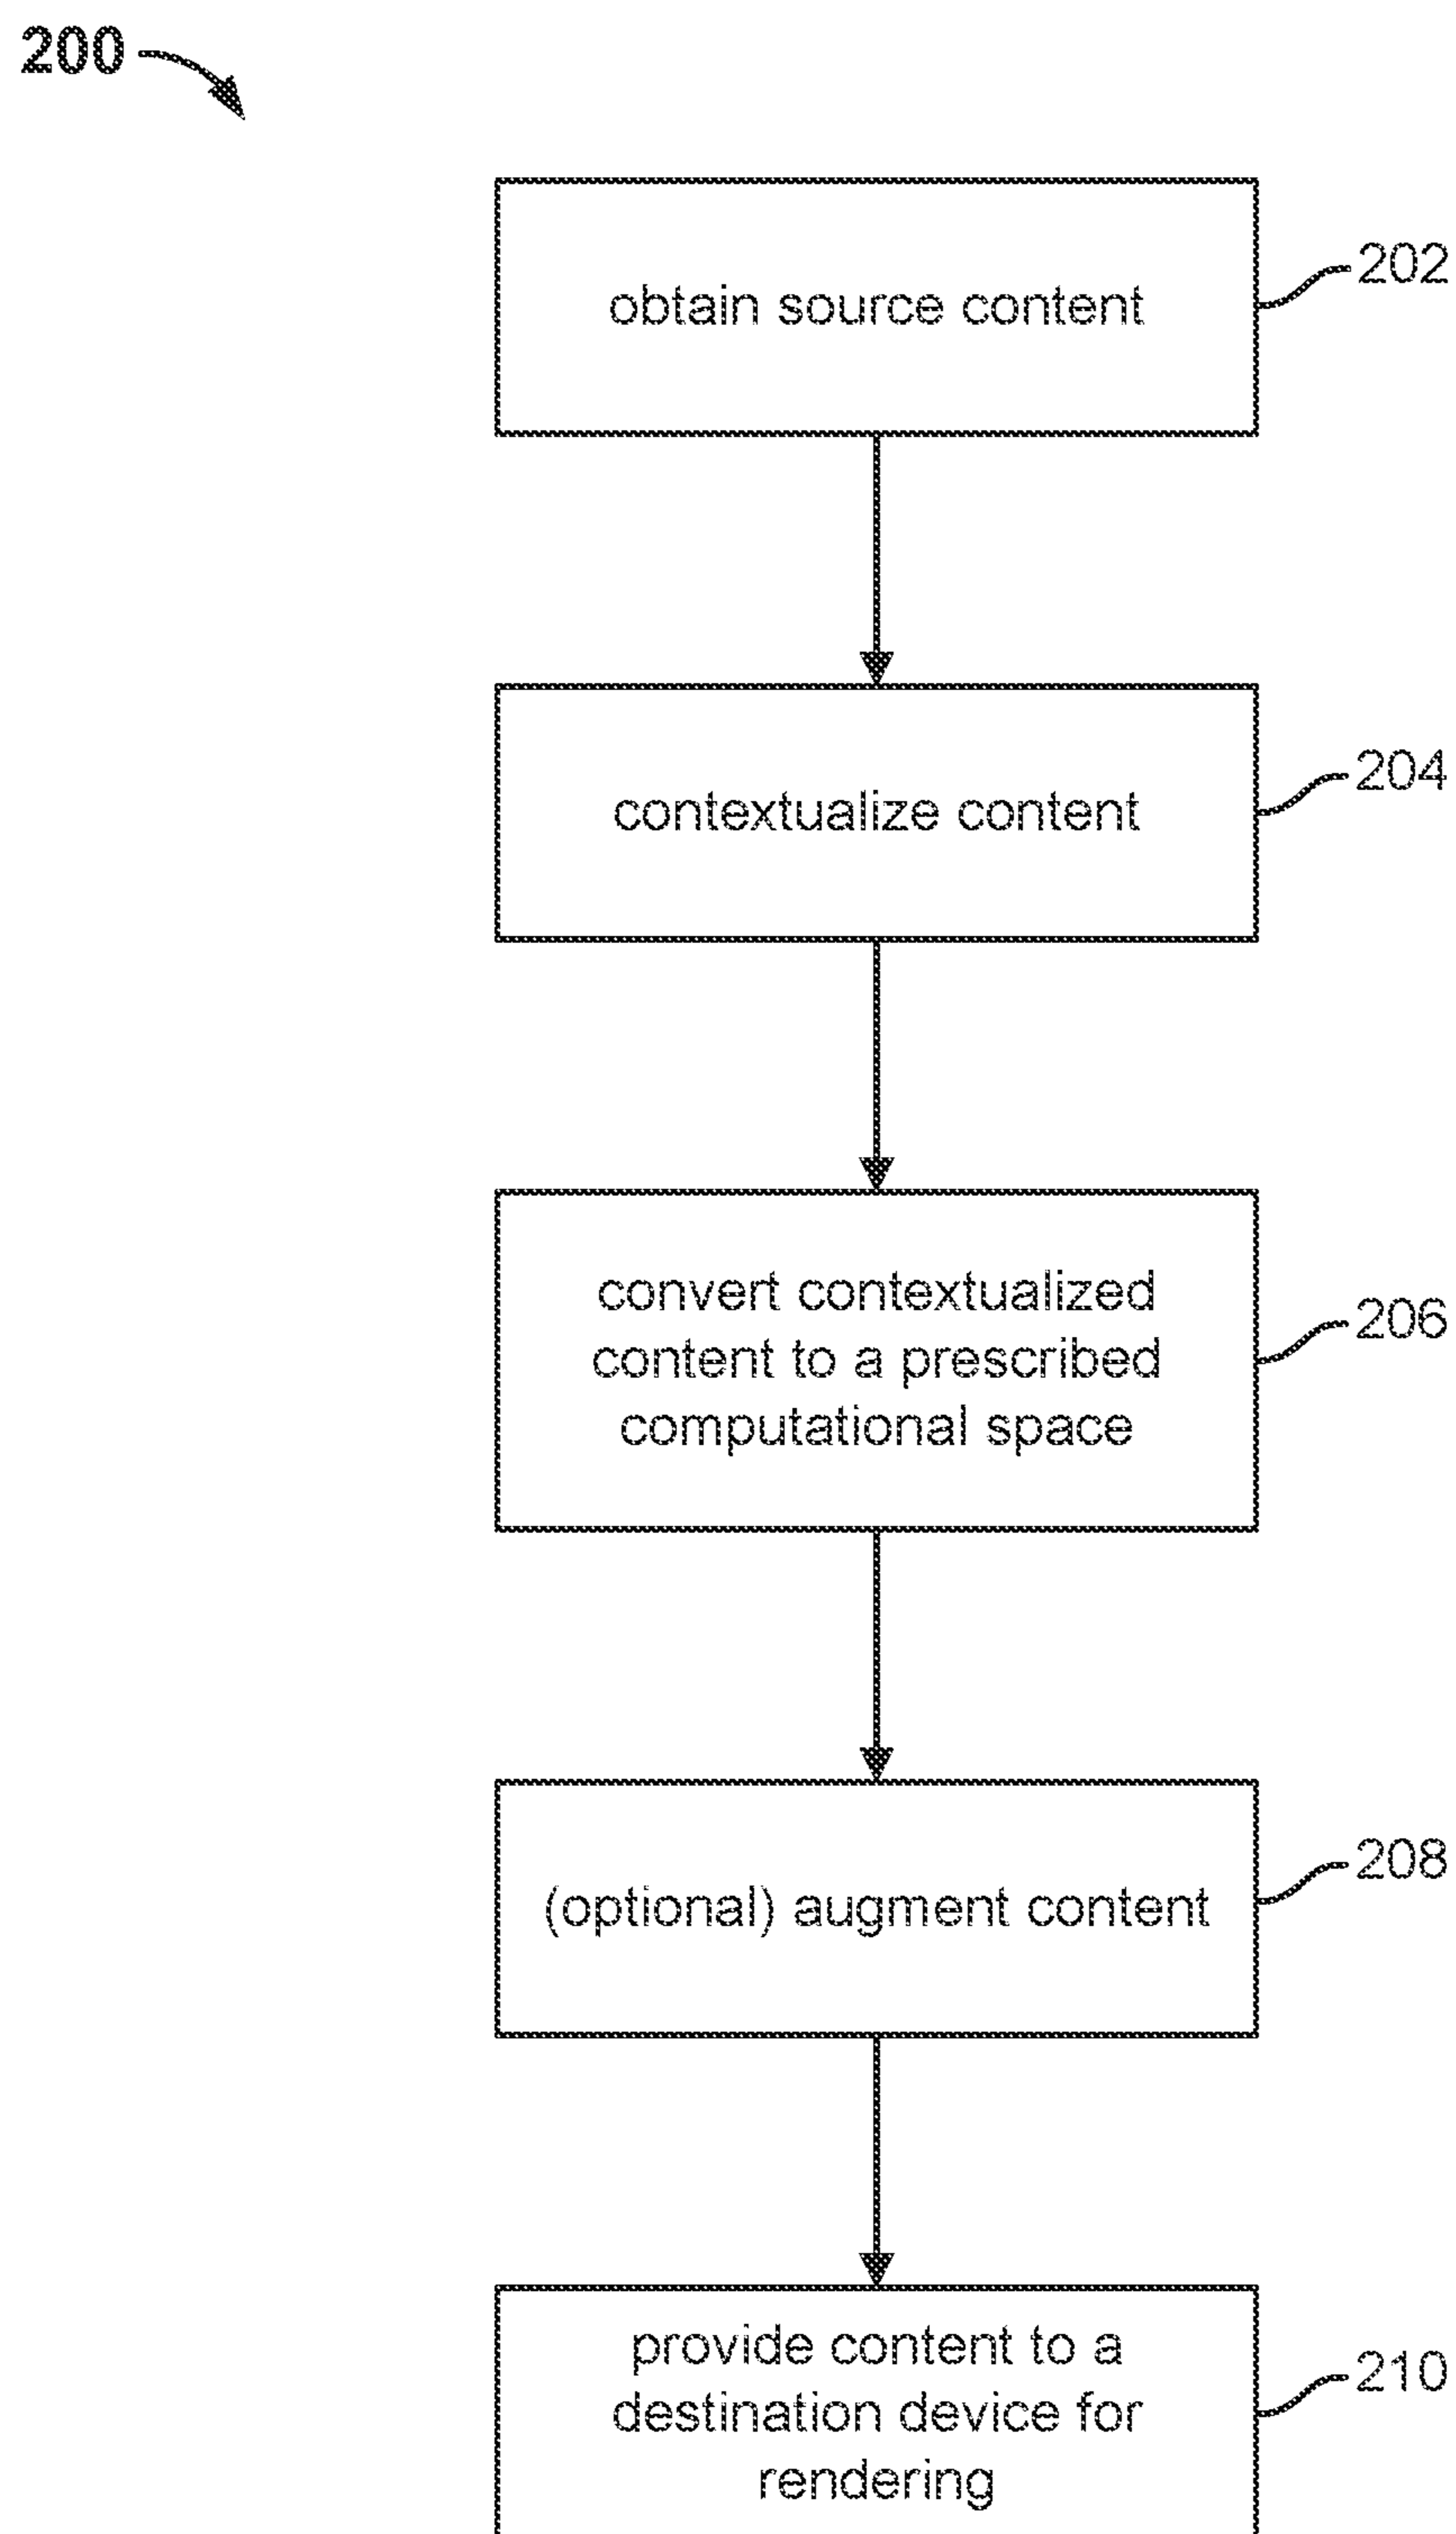 200
obtain source content
202
contextualize content
204
convert contextualized
content to a prescribed
computational space
206
(optional) augment content
208
provide content to a
destination device for
rendering
210